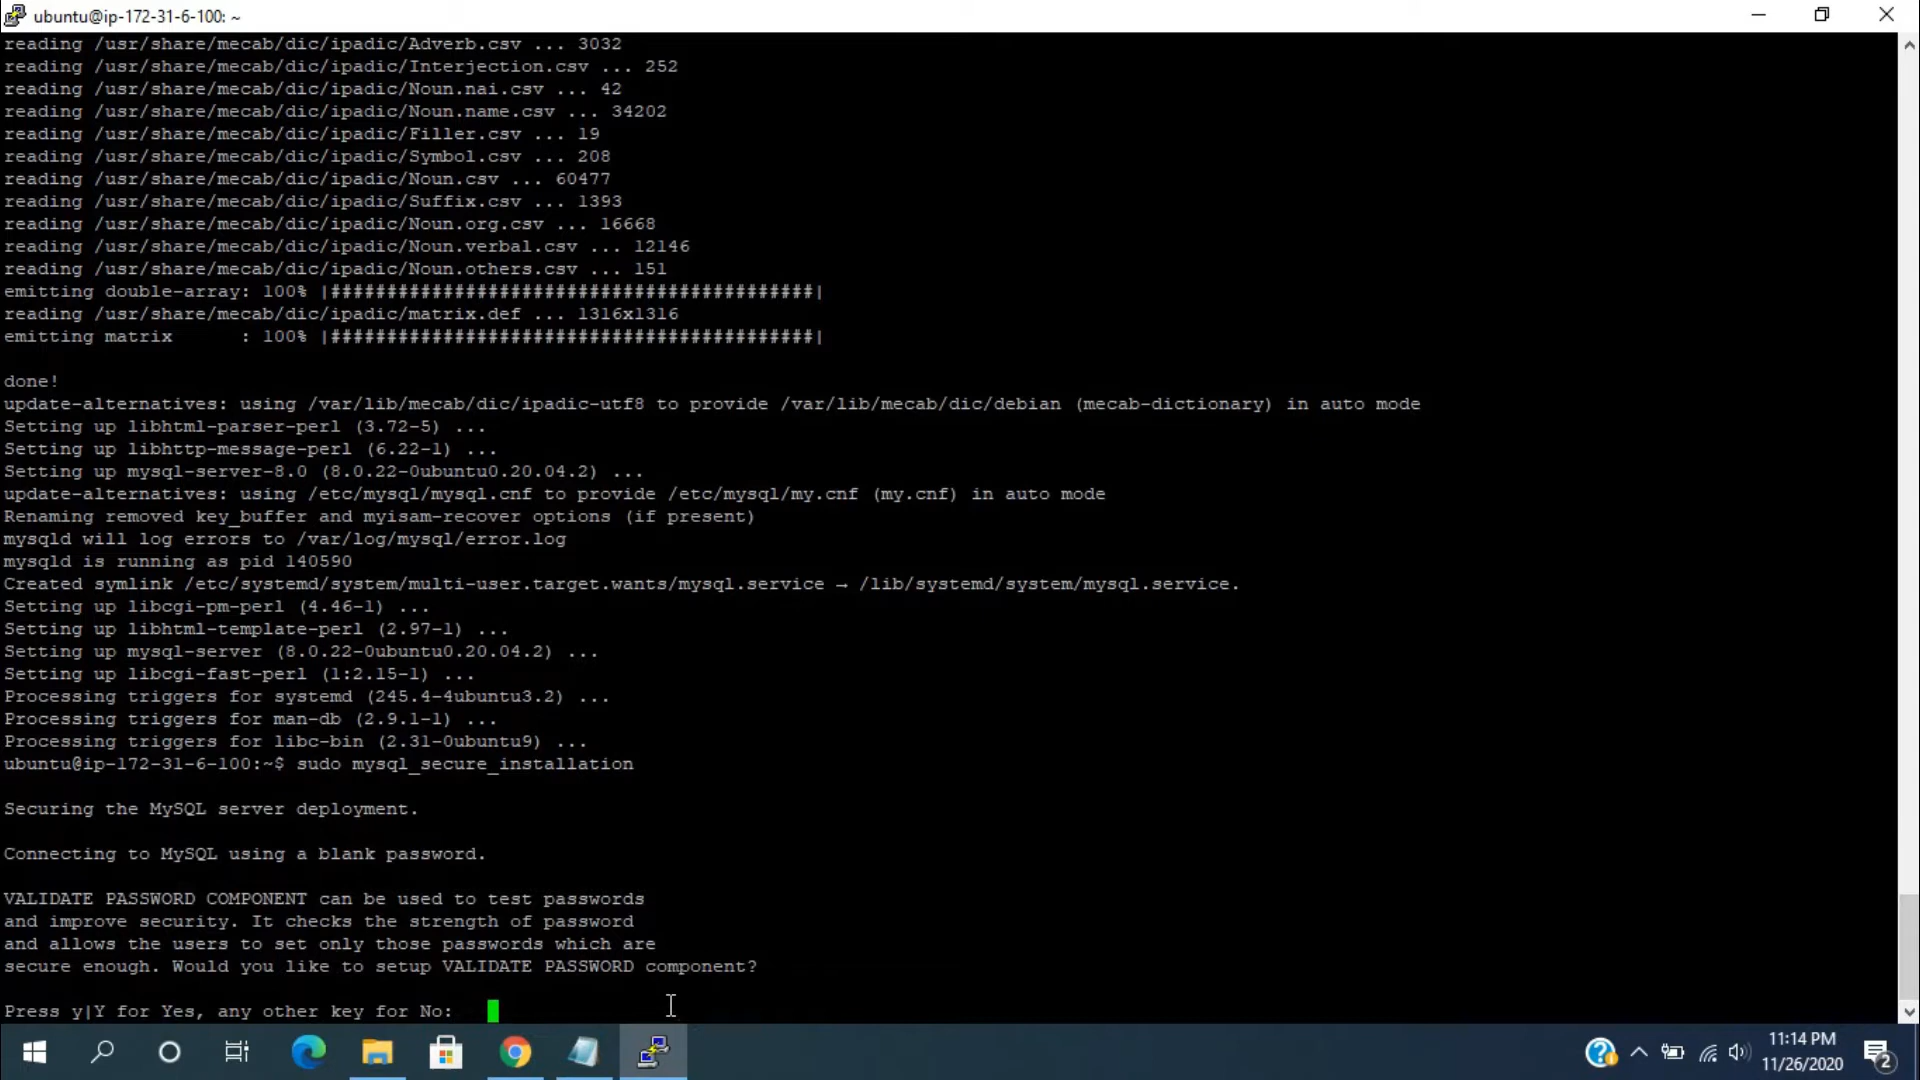 ubuntu@ip-172-31-6-100: ~
reading /usr/share/mecab/dic/ipadic/Adverb.csv ... 3032
reading /usr/share/mecab/dic/ipadic/Interjection.csv ... 252
reading /usr/share/mecab/dic/ipadic/Noun.nai.csv ... 42
reading /usr/share/mecab/dic/ipadic/Noun.name.csv ... 34202
reading /usr/share/mecab/dic/ipadic/Filler.csv ... 19
reading /usr/share/mecab/dic/ipadic/Symbol.csv ... 208
reading /usr/share/mecab/dic/ipadic/Noun.csv ... 60477
reading /usr/share/mecab/dic/ipadic/Suffix.csv ... 1393
reading /usr/share/mecab/dic/ipadic/Noun.org.csv ... 16668
reading /usr/share/mecab/dic/ipadic/Noun.verbal.csv ... 12146
reading /usr/share/mecab/dic/ipadic/Noun.others.csv ... 151
emitting double-array: 100% |###########################################|
reading /usr/share/mecab/dic/ipadic/matrix.def ... 1316x1316
emitting matrix      : 100% |###########################################|
done!
update-alternatives: using /var/lib/mecab/dic/ipadic-utf8 to provide /var/lib/mecab/dic/debian (mecab-dictionary) in auto mode
Setting up libhtml-parser-perl (3.72-5) ...
Setting up libhttp-message-perl (6.22-1) ...
Setting up mysql-server-8.0 (8.0.22-0ubuntu0.20.04.2) ...
update-alternatives: using /etc/mysql/mysql.cnf to provide /etc/mysql/my.cnf (my.cnf) in auto mode
Renaming removed key_buffer and myisam-recover options (if present)
mysqld will log errors to /var/log/mysql/error.log
mysqld is running as pid 140590
Created symlink /etc/systemd/system/multi-user.target.wants/mysql.service → /lib/systemd/system/mysql.service.
Setting up libcgi-pm-perl (4.46-1) ...
Setting up libhtml-template-perl (2.97-1) ...
Setting up mysql-server (8.0.22-0ubuntu0.20.04.2) ...
Setting up libcgi-fast-perl (1:2.15-1) ...
Processing triggers for systemd (245.4-4ubuntu3.2) ...
Processing triggers for man-db (2.9.1-1) ...
Processing triggers for libc-bin (2.31-0ubuntu9) ...
ubuntu@ip-172-31-6-100:~$ sudo mysql_secure_installation
Securing the MySQL server deployment.
Connecting to MySQL using a blank password.
VALIDATE PASSWORD COMPONENT can be used to test passwords
and improve security. It checks the strength of password
and allows the users to set only those passwords which are
secure enough. Would you like to setup VALIDATE PASSWORD component?
Press y|Y for Yes, any other key for No:
11:14 PM
11/26/2020
2